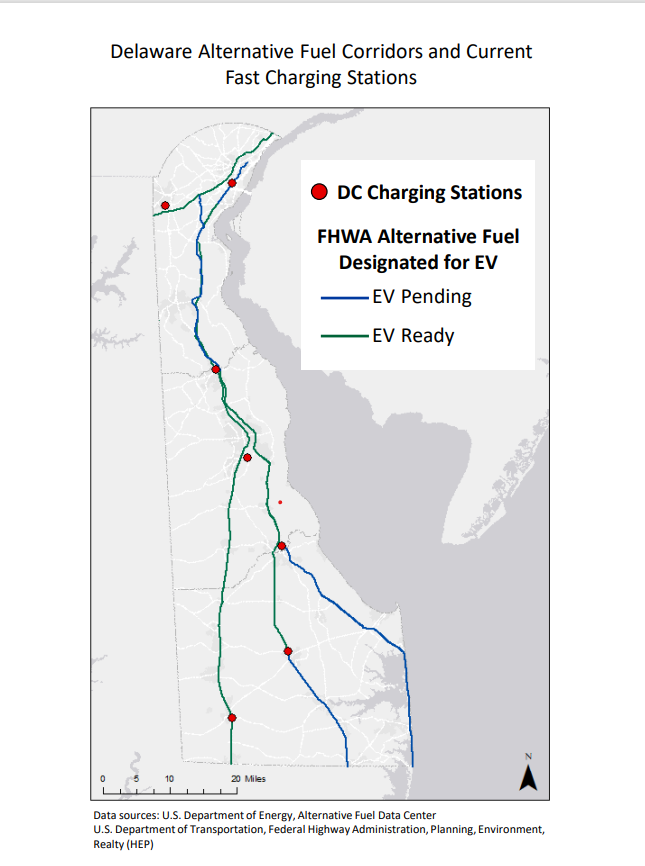 Delaware Alternative Fuel Corridors and Current
Fast Charging Stations
DC Charging Stations
FHWA Alternative Fuel
Designated for EV
EV Pending
EV Ready
N
0 5 10 20 Miles
Data sources: U.S. Department of Energy, Alternative Fuel Data Center
U.S. Department of Transportation, Federal Highway Administration, Planning, Environment,
Realty (HEP)